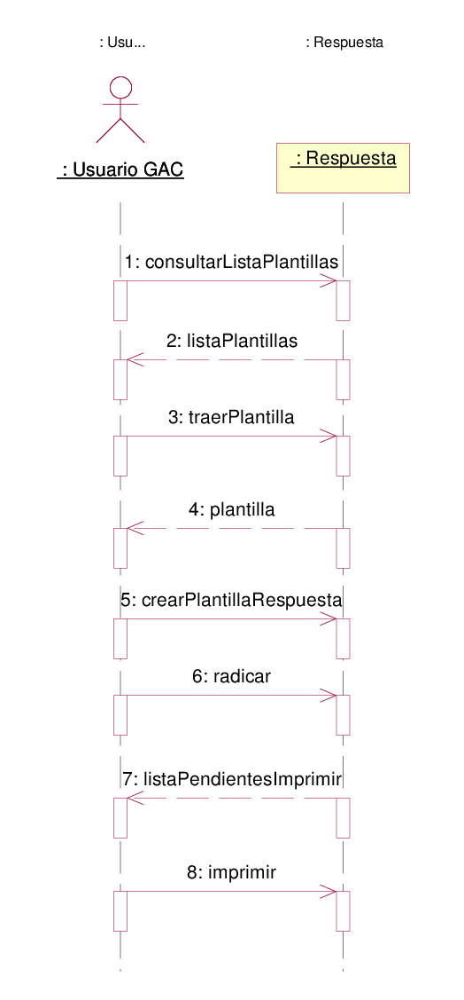 : Usu...
: Respuesta
: Usuario GAC
: Respuesta
1: consultarListaPlantillas
2: listaPlantillas
3: traerPlantilla
4: plantilla
5: crearPlantillaRespuesta
6: radicar
7: listaPendientesImprimir
8: imprimir